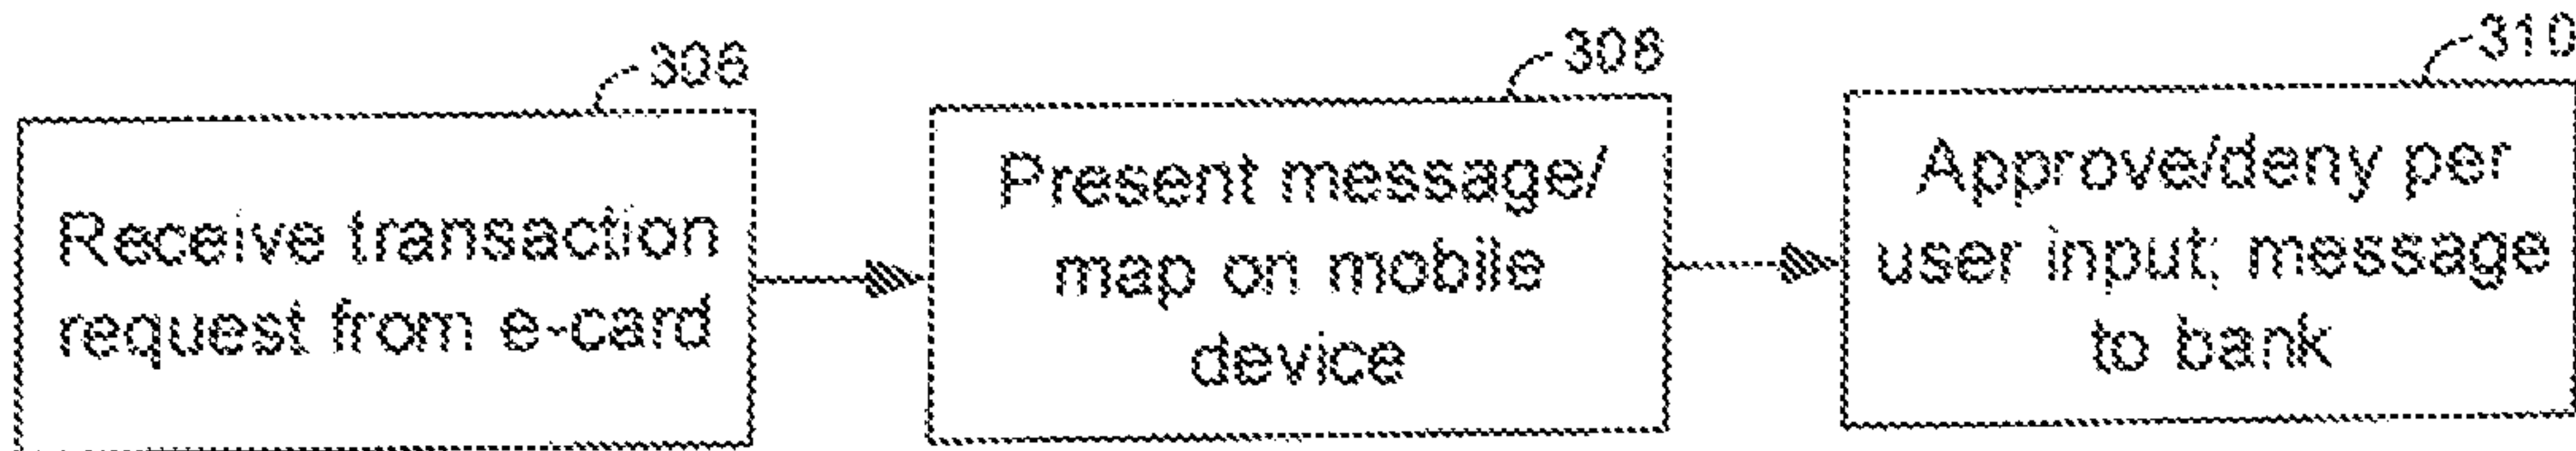 306
Receive transaction
request from e-card
308
Present message/
map on mobile
device
310
Approve/deny per
user input; message
to bank